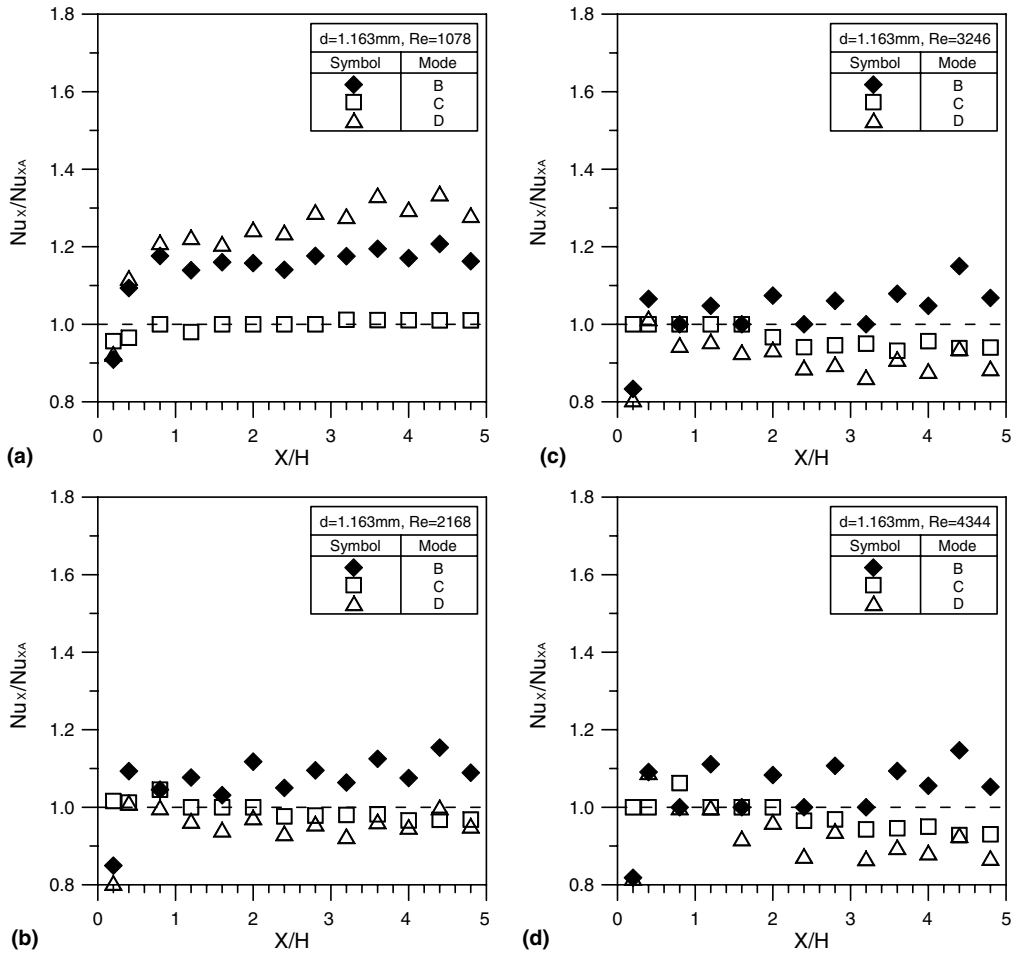 1.8
1.6
1.4
1.2
1.0
0.8
Nux/NuxA
0 1 2 3 4 5
X/H
(a)
d=1.163mm, Re=1078
Symbol Mode
B
C
D
1.8
1.6
1.4
1.2
1.0
0.8
Nux/NuxA
0 1 2 3 4 5
X/H
(c)
d=1.163mm, Re=3246
Symbol Mode
B
C
D
1.8
1.6
1.4
1.2
1.0
0.8
Nux/NuxA
0 1 2 3 4 5
X/H
(b)
d=1.163mm, Re=2168
Symbol Mode
B
C
D
1.8
1.6
1.4
1.2
1.0
0.8
Nux/NuxA
0 1 2 3 4 5
X/H
(d)
d=1.163mm, Re=4344
Symbol Mode
B
C
D